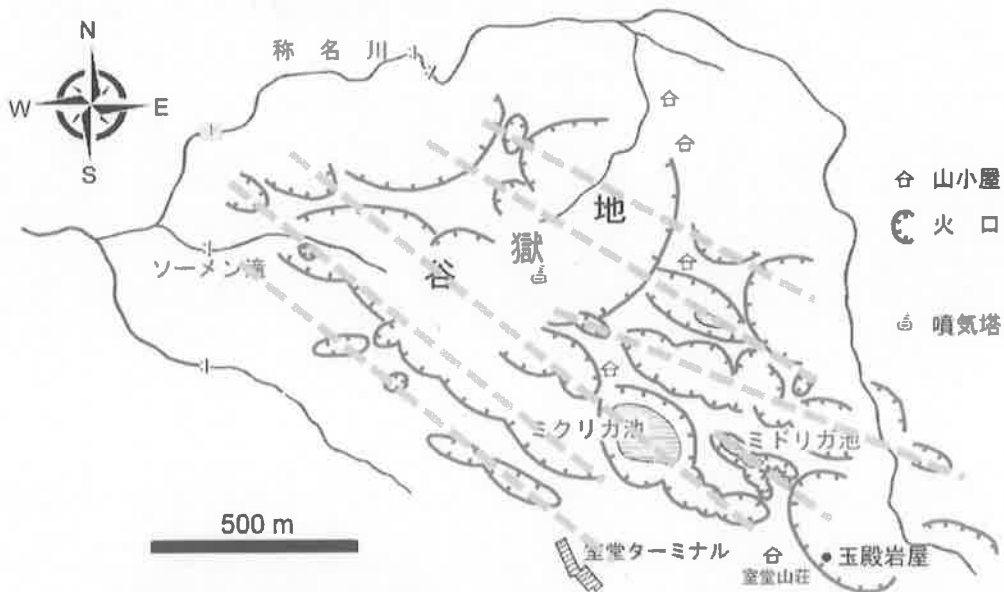 N
W E
S
称名川
地
獄
谷
ソーメン滝
山小屋
火口
噴気塔
ミクリカ池
ミドリカ池
500 m
室堂ターミナル
室堂山荘
玉殿岩屋